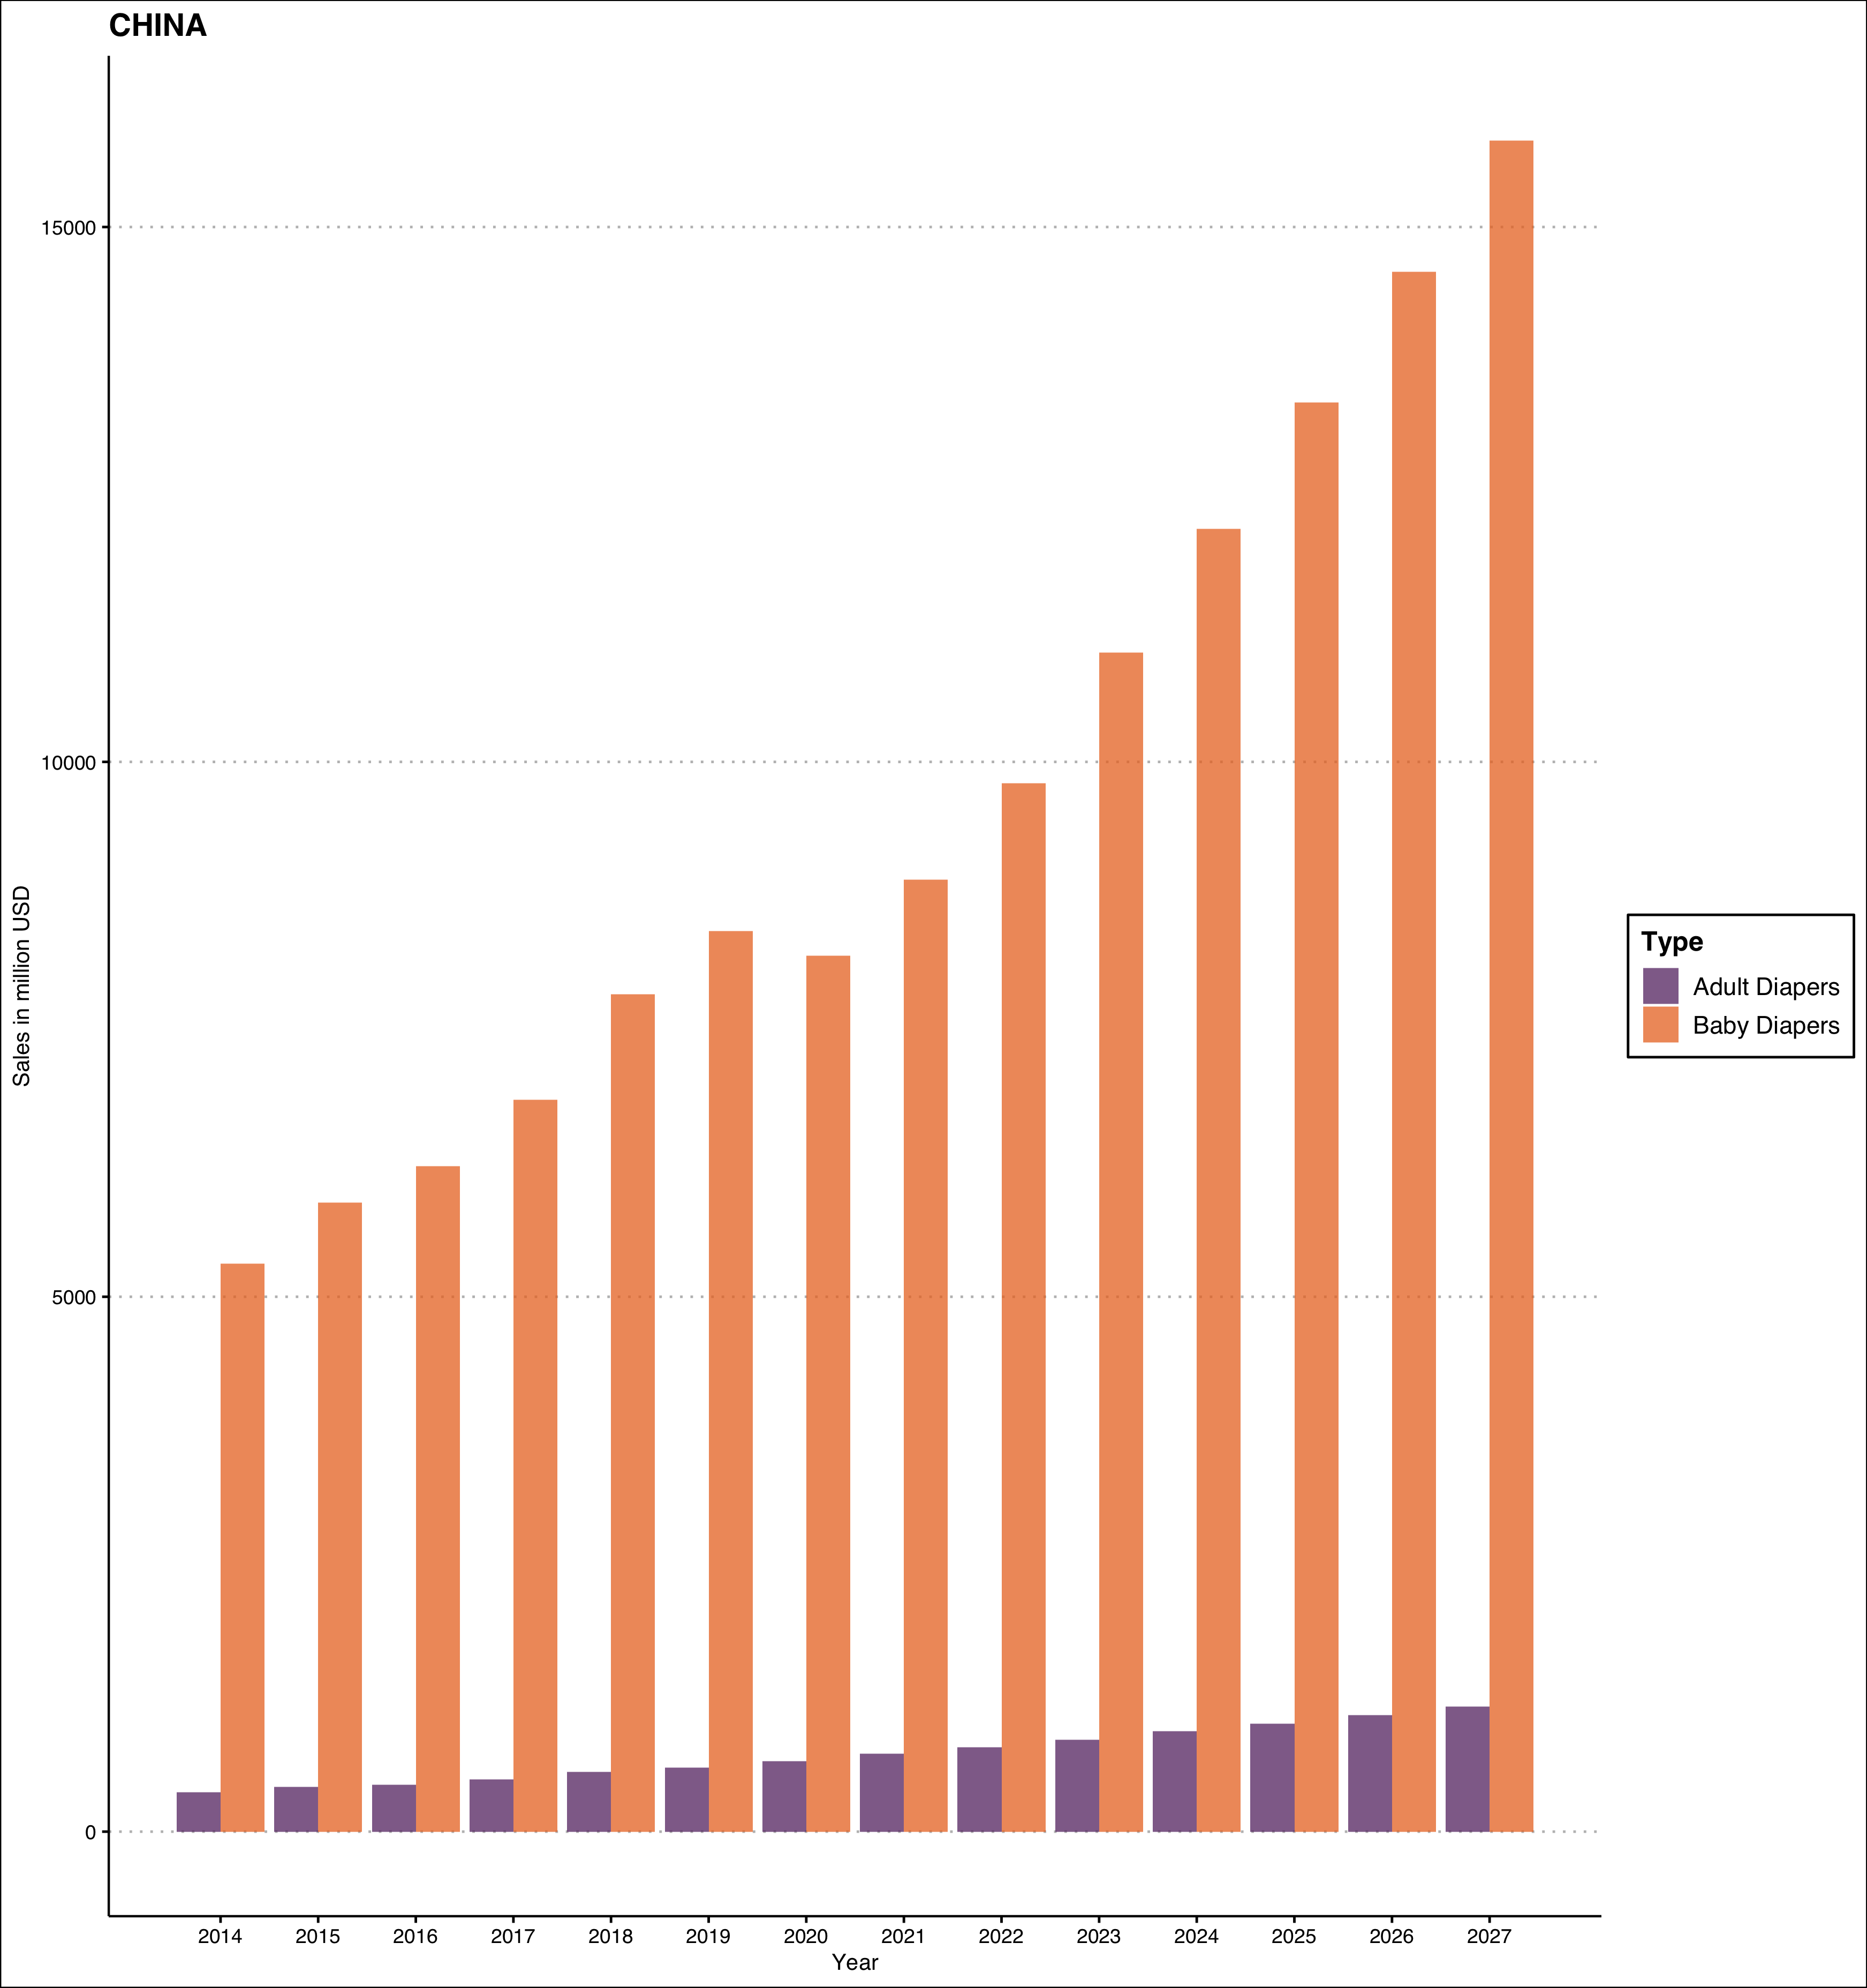 CHINA
15000
10000
5000
0
Sales in million USD
2014 2015 2016 2017 2018 2019 2020 2021 2022 2023 2024 2025 2026 2027
Year
Type
Adult Diapers
Baby Diapers